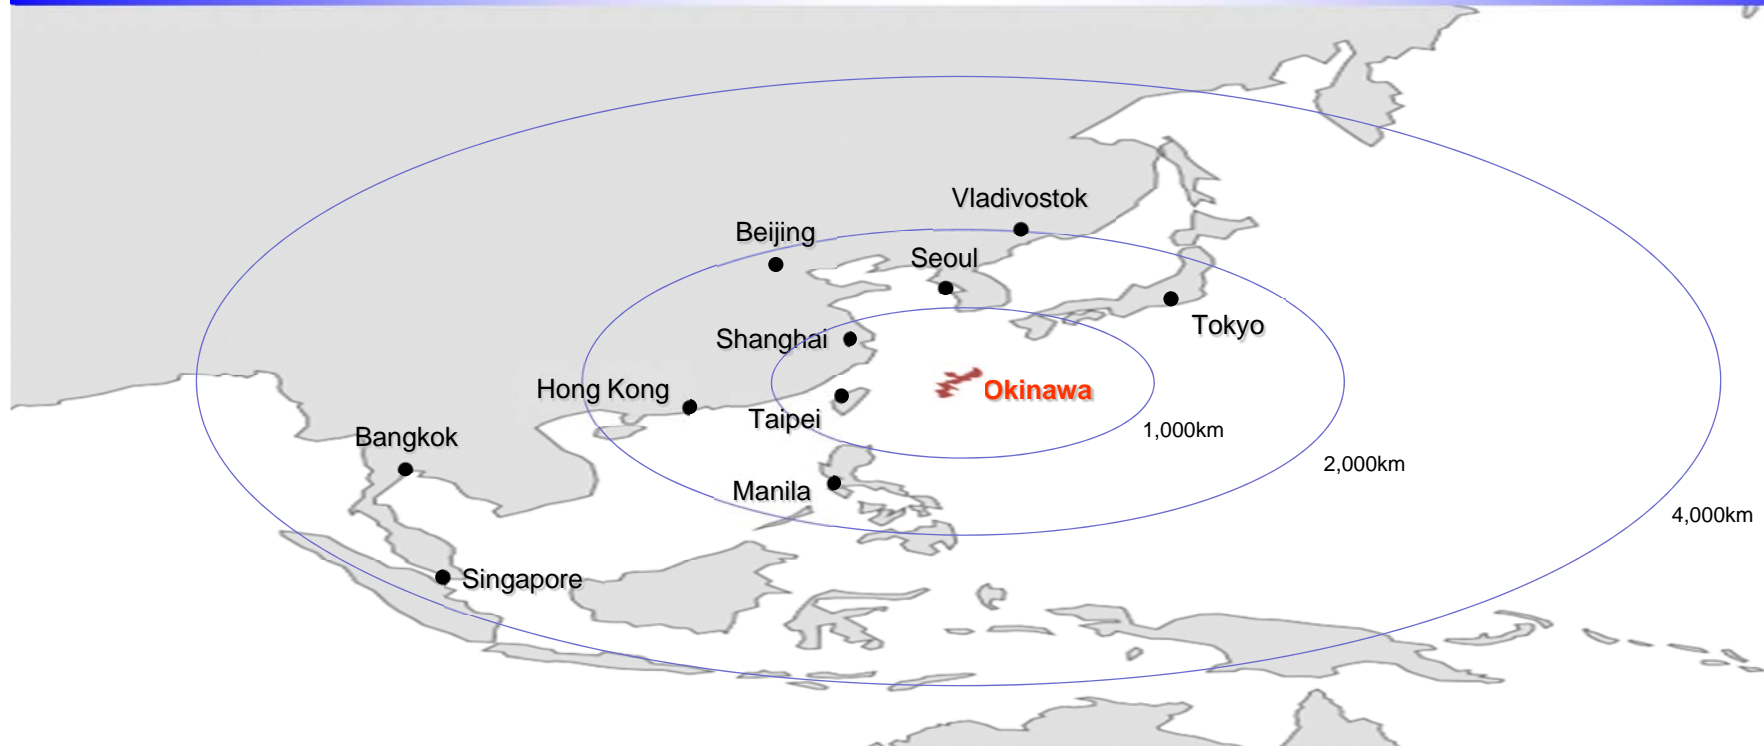 Vladivostok
Beijing
Seoul
Tokyo
Shanghai
Hong Kong
Okinawa
Taipei
1,000km
Bangkok
2,000km
Manila
4,000km
Singapore